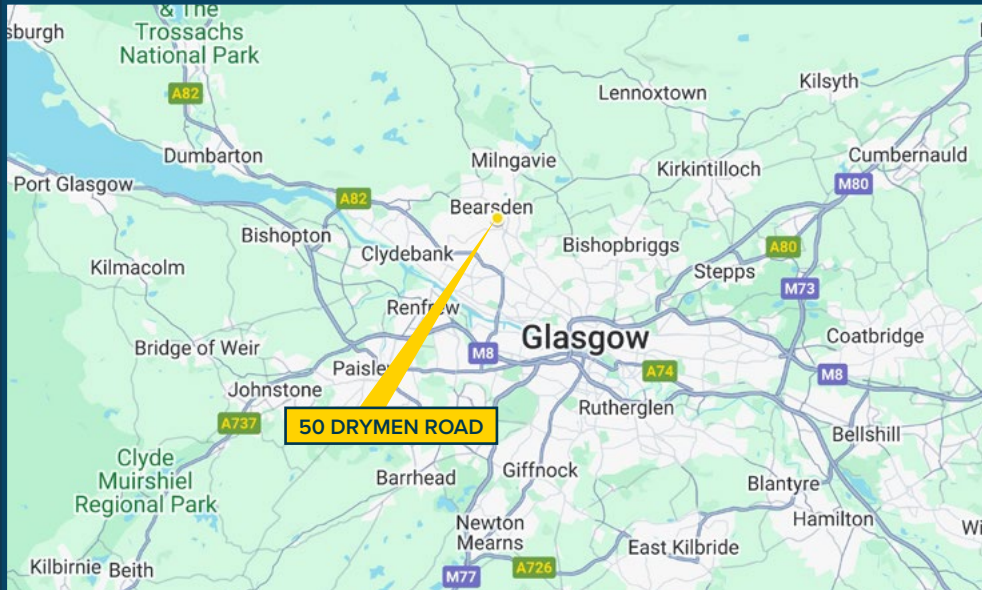 & The
Trossachs
National Park
sburgh
A82
Kilsyth
Lennoxtown
Dumbarton
Milngavie
Kirkintilloch
Cumbernauld
Port Glasgow
M80
A82
Bearsden
Bishopton
Bishopbriggs
A80
Clydebank
Kilmacolm
Stepps
M73
Renfrew
Glasgow
Coatbridge
Bridge of Weir
M8
Paisley
A74
M8
Johnstone
Rutherglen
A737
50 DRYMEN ROAD
Bellshill
Clyde
Muirshiel
Regional Park
Barrhead
Giffnock
Blantyre
Hamilton
Newton
Mearns
Wi
East Kilbride
Kilbirnie
Beith
M77
A726